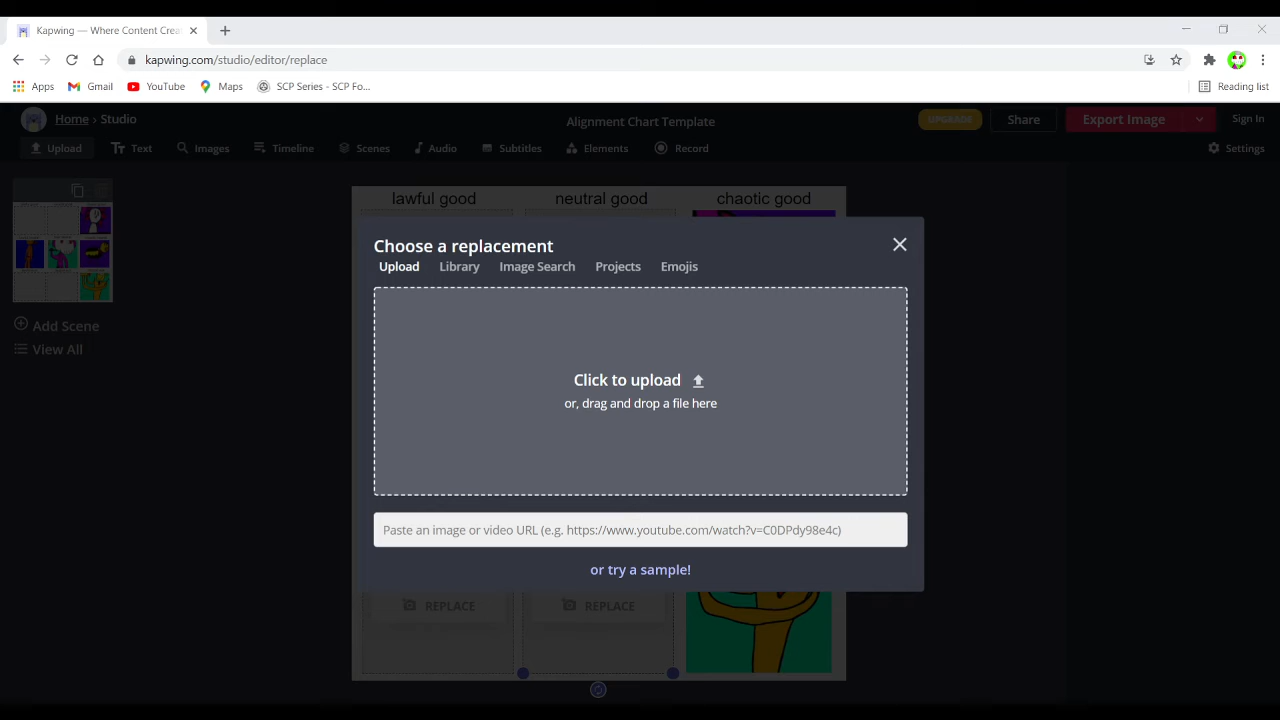 Kapwing — Where Content Crea
kapwing.com/studio/editor/replace
Apps Gmail YouTube Maps SCP Series - SCP Fo... Reading list
Home › Studio Alignment Chart Template UPGRADE Share Export Image Sign In
Upload Text Images Timeline Scenes Audio Subtitles Elements Record Settings
lawful good neutral good chaotic good
Choose a replacement
Upload Library Image Search Projects Emojis
Add Scene
View All
Click to upload
or, drag and drop a file here
Paste an image or video URL (e.g. https://www.youtube.com/watch?v=C0DPdy98e4c)
or try a sample!
REPLACE REPLACE